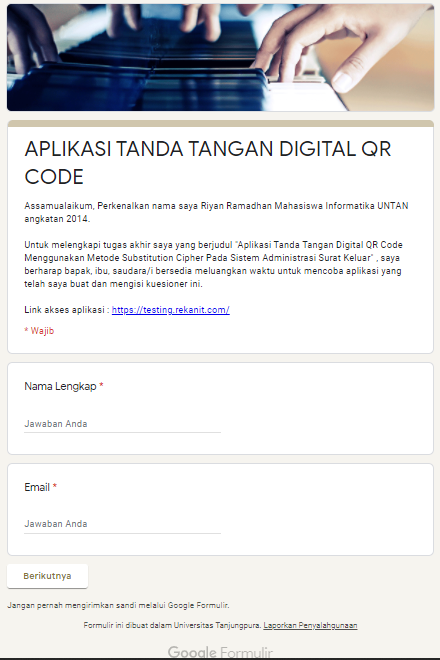 APLIKASI TANDA TANGAN DIGITAL QR
CODE
Assamualaikum, Perkenalkan nama saya Riyan Ramadhan Mahasiswa Informatika UNTAN
angkatan 2014.
Untuk melengkapi tugas akhir saya yang berjudul "Aplikasi Tanda Tangan Digital QR Code
Menggunakan Metode Substitution Cipher Pada Sistem Administrasi Surat Keluar" , saya
berharap bapak, ibu, saudara/i bersedia meluangkan waktu untuk mencoba aplikasi yang
telah saya buat dan mengisi kuesioner ini.
Link akses aplikasi : https://testing.rekanit.com/
* Wajib
Nama Lengkap *
Jawaban Anda
Email *
Jawaban Anda
Berikutnya
Jangan pernah mengirimkan sandi melalui Google Formulir.
Formulir ini dibuat dalam Universitas Tanjungpura. Laporkan Penyalahgunaan
Google Formulir